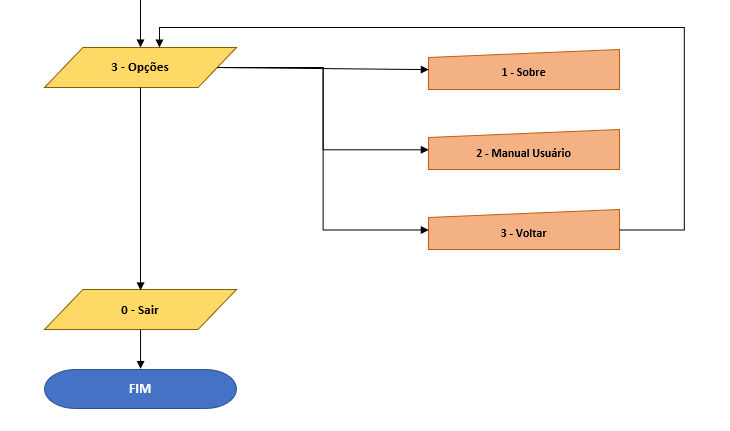 3 - Opções
1 - Sobre
2 - Manual Usuário
3 - Voltar
0 - Sair
FIM